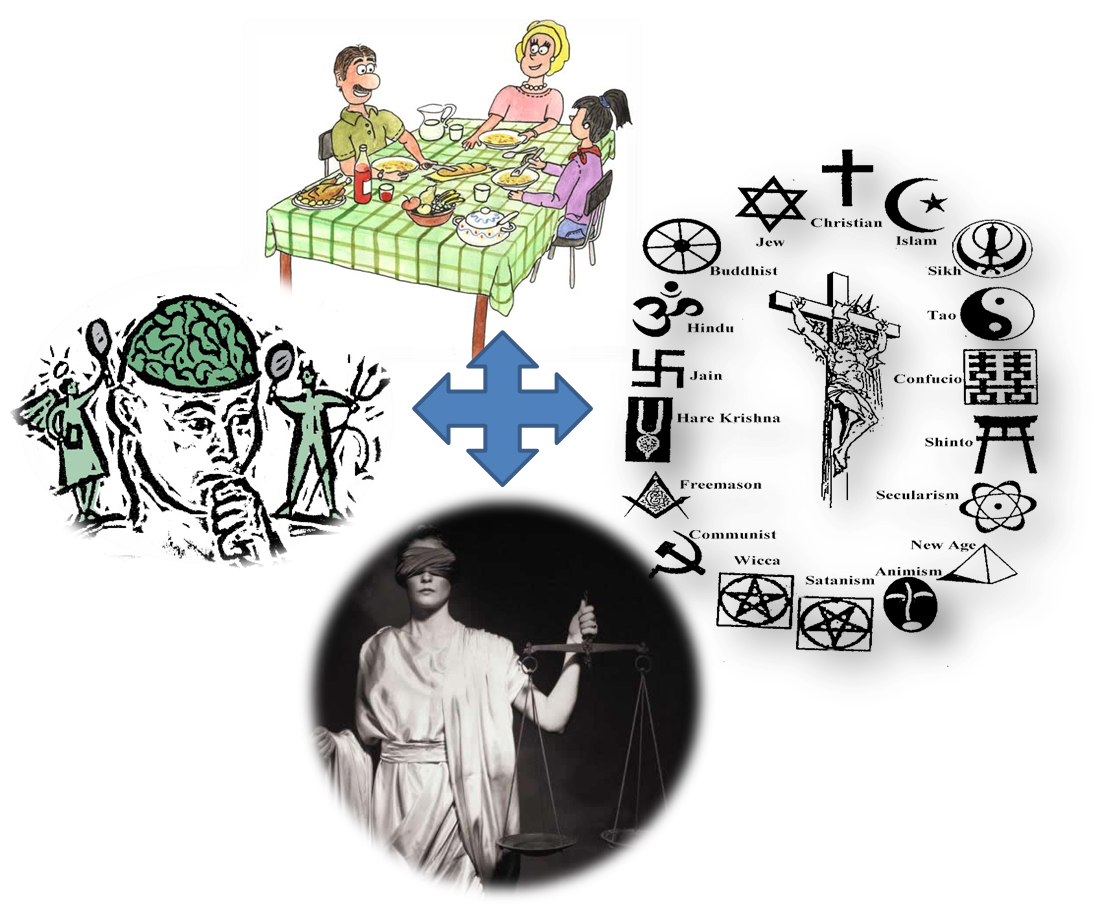 Christian
Jew
Islam
Buddhist
Sikh
Hindu
Tao
Jain
Confucio
Hare Krishna
Shinto
Freemason
Secularism
Communist
New Age
Wicca
Animism
Satanism